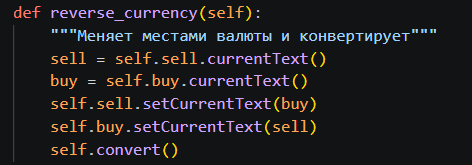 def reverse_currency(self):
    """Меняет местами валюты и конвертирует"""
    sell = self.sell.currentText()
    buy = self.buy.currentText()
    self.sell.setCurrentText(buy)
    self.buy.setCurrentText(sell)
    self.convert()